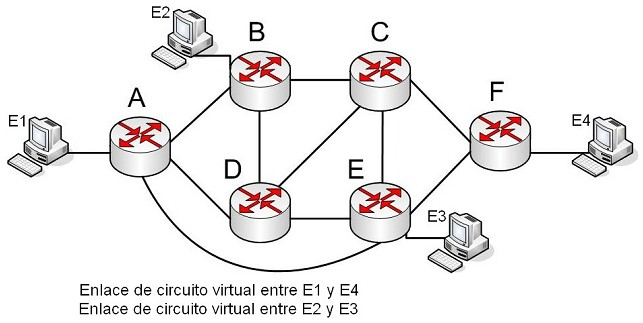 E2
B
C
A
F
E1
E4
D
E
E3
Enlace de circuito virtual entre E1 y E4
Enlace de circuito virtual entre E2 y E3